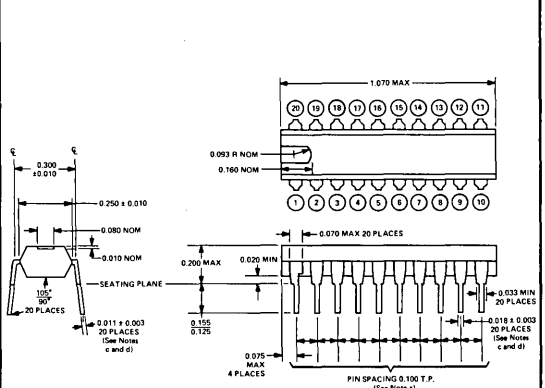 1.070 MAX
20 19 18 17 16 15 14 13 12 11
0.093 R NOM
0.160 NOM
1 2 3 4 5 6 7 8 9 10
℄ ℄
0.300
±0.010
0.250 ± 0.010
0.080 NOM
0.010 NOM
SEATING PLANE
105°
90°
20 PLACES
0.011 ± 0.003
20 PLACES
(See Notes
c and d)
0.070 MAX 20 PLACES
0.020 MIN
0.200 MAX
0.155
0.125
0.075
MAX
4 PLACES
0.033 MIN
20 PLACES
0.018 ± 0.003
20 PLACES
(See Notes
c and d)
PIN SPACING 0.100 T.P.